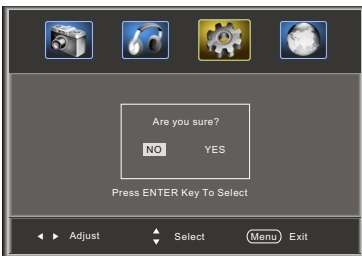 Are you sure?
NO YES
Press ENTER Key To Select
Adjust Select Menu Exit